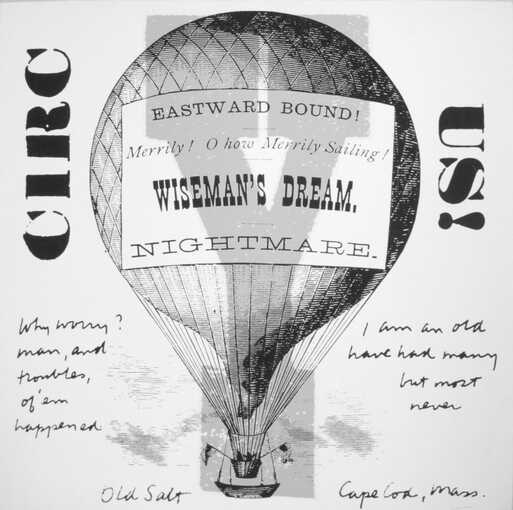 CIRC
US!
EASTWARD BOUND!
Merrily! O how Merrily Sailing!
WISEMAN'S DREAM.
NIGHTMARE.
Why worry? I am an old
man, and have had many
troubles, but most
of 'em never
happened
Old Salt Cape Cod, Mass.